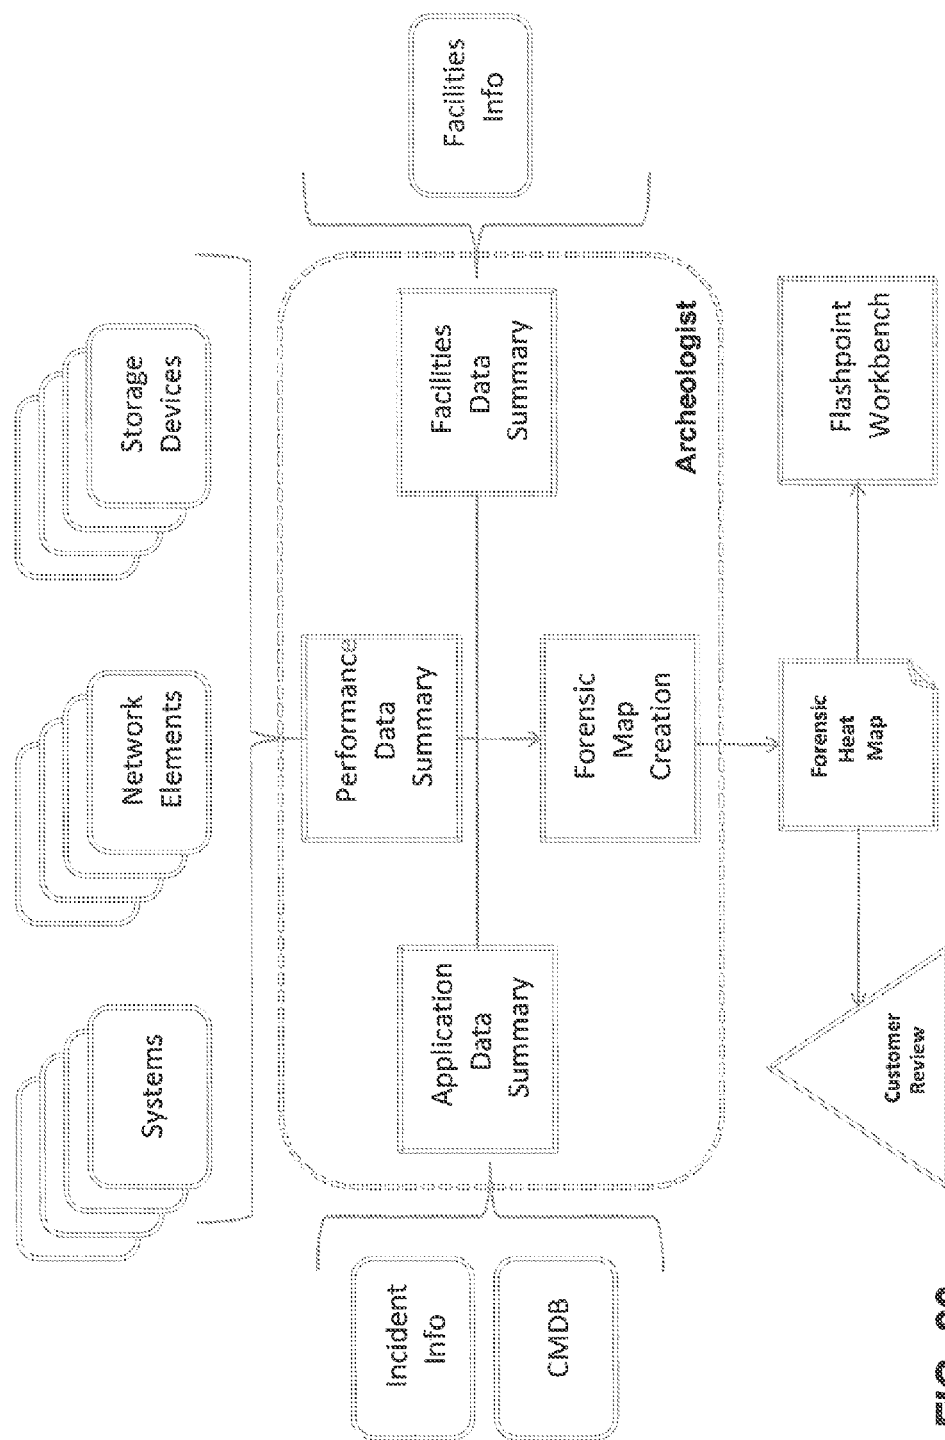 Systems
Network
Elements
Storage
Devices
Incident
Info
CMDB
Application
Data
Summary
Performance
Data
Summary
Facilities
Data
Summary
Facilities
Info
Forensic
Map
Creation
Archeologist
Customer
Review
Forensic
Heat
Map
Flashpoint
Workbench
FIG.